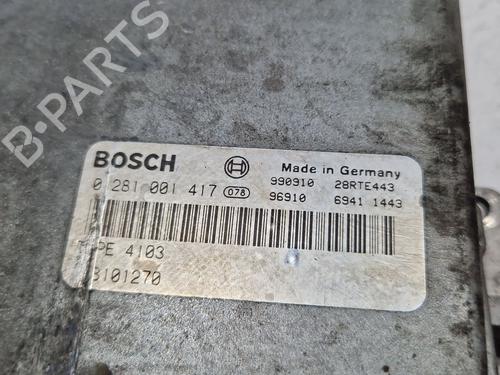 B-PARTS
BOSCH
Made in Germany
0 281 001 417 078
990910 28RTE443
96910 6941 1443
PE 4103
3101270